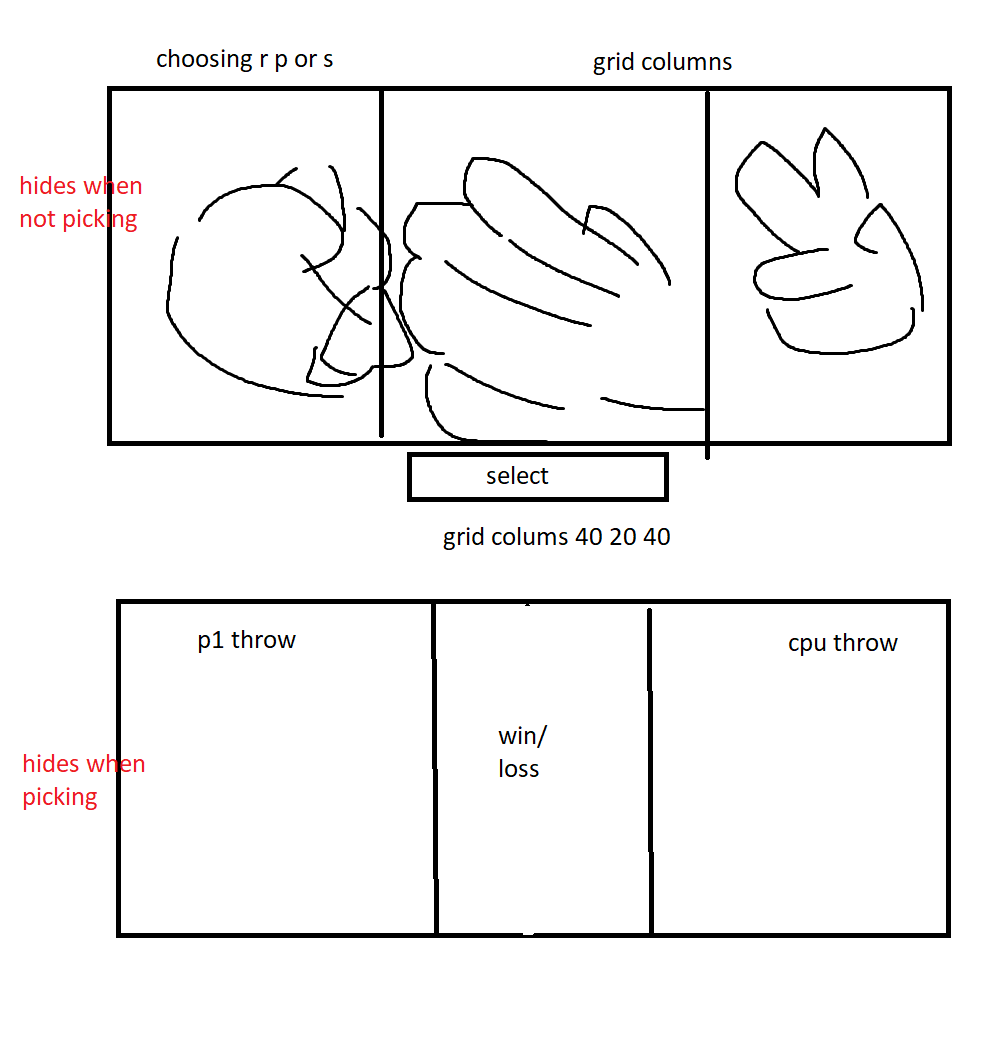 choosing r p or s
grid columns
hides when
not picking
select
grid colums 40 20 40
p1 throw
cpu throw
win/
loss
hides when
picking